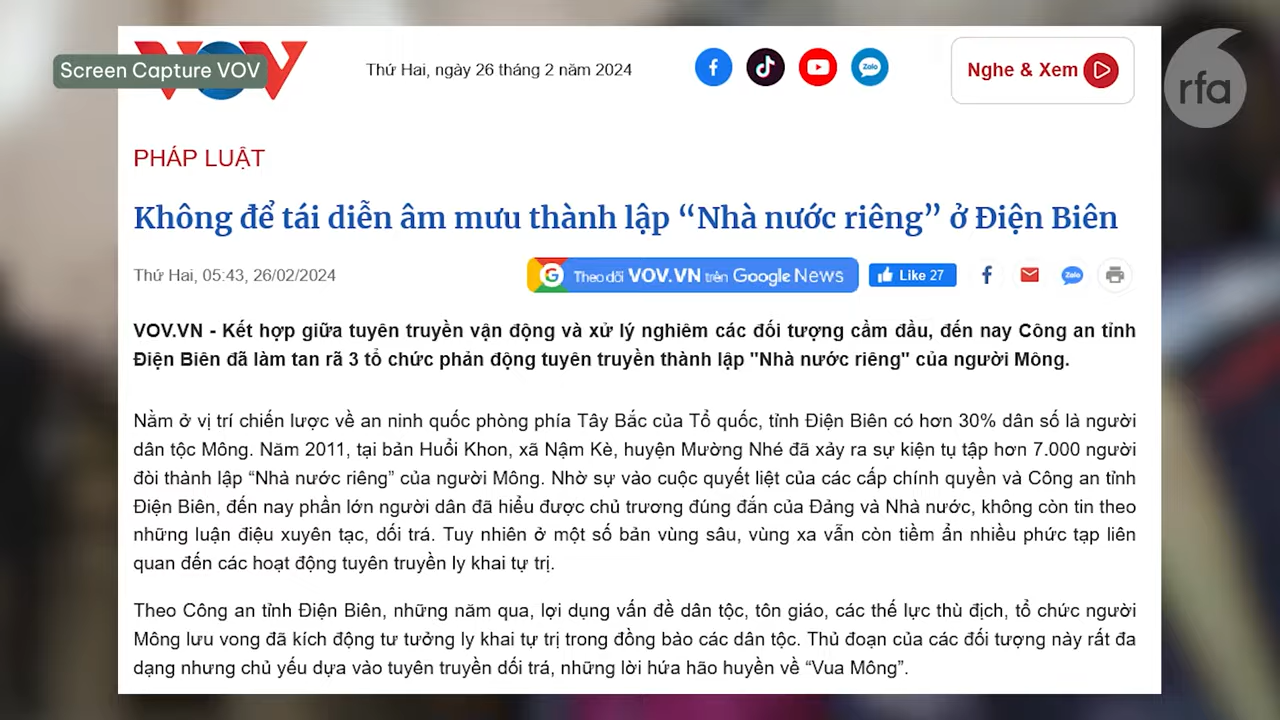 Screen Capture VOV
VOV
Thứ Hai, ngày 26 tháng 2 năm 2024
Zalo
Nghe & Xem
rfa
PHÁP LUẬT
Không để tái diễn âm mưu thành lập “Nhà nước riêng” ở Điện Biên
Thứ Hai, 05:43, 26/02/2024
Theo dõi VOV.VN trên Google News
Like 27
Zalo
VOV.VN - Kết hợp giữa tuyên truyền vận động và xử lý nghiêm các đối tượng cầm đầu, đến nay Công an tỉnh
Điện Biên đã làm tan rã 3 tổ chức phản động tuyên truyền thành lập "Nhà nước riêng" của người Mông.
Nằm ở vị trí chiến lược về an ninh quốc phòng phía Tây Bắc của Tổ quốc, tỉnh Điện Biên có hơn 30% dân số là người
dân tộc Mông. Năm 2011, tại bản Huổi Khon, xã Nậm Kè, huyện Mường Nhé đã xảy ra sự kiện tụ tập hơn 7.000 người
đòi thành lập “Nhà nước riêng” của người Mông. Nhờ sự vào cuộc quyết liệt của các cấp chính quyền và Công an tỉnh
Điện Biên, đến nay phần lớn người dân đã hiểu được chủ trương đúng đắn của Đảng và Nhà nước, không còn tin theo
những luận điệu xuyên tạc, dối trá. Tuy nhiên ở một số bản vùng sâu, vùng xa vẫn còn tiềm ẩn nhiều phức tạp liên
quan đến các hoạt động tuyên truyền ly khai tự trị.
Theo Công an tỉnh Điện Biên, những năm qua, lợi dụng vấn đề dân tộc, tôn giáo, các thế lực thù địch, tổ chức người
Mông lưu vong đã kích động tư tưởng ly khai tự trị trong đồng bào các dân tộc. Thủ đoạn của các đối tượng này rất đa
dạng nhưng chủ yếu dựa vào tuyên truyền dối trá, những lời hứa hão huyền về “Vua Mông”.